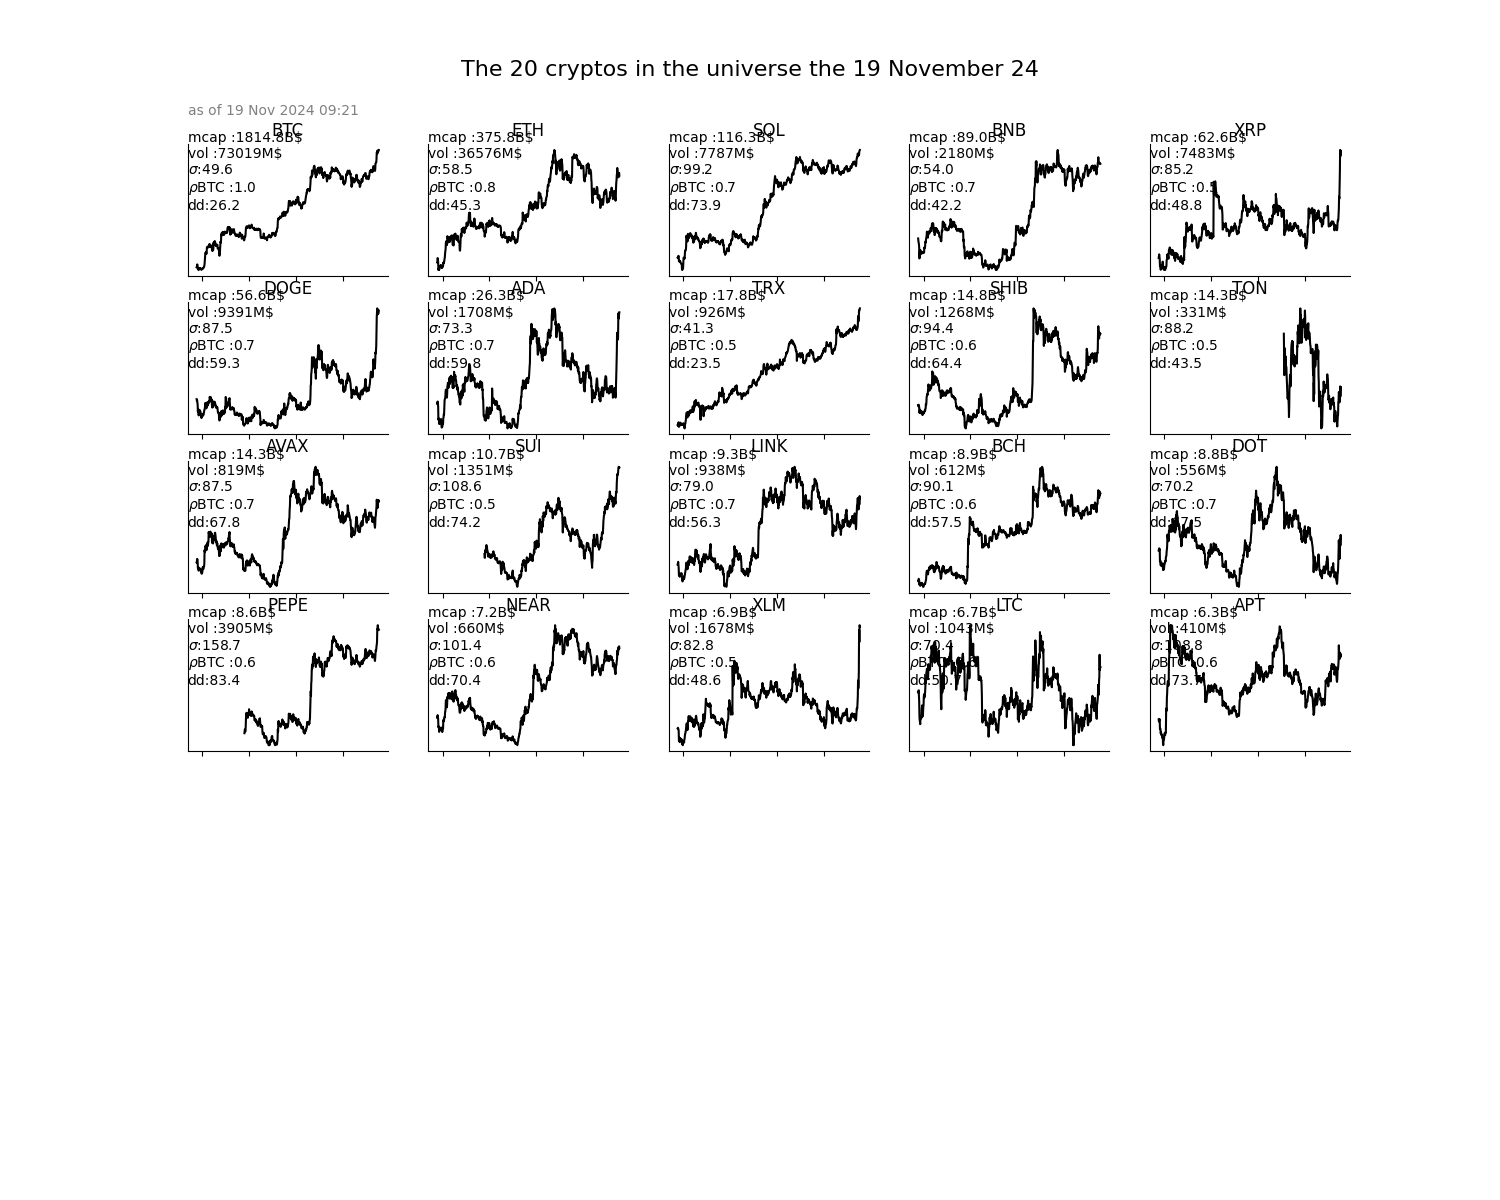 The 20 cryptos in the universe the 19 November 24
as of 19 Nov 2024 09:21
BTC
mcap :1814.8B$
vol :73019M$
σ:49.6
ρBTC :1.0
dd:26.2
ETH
mcap :375.8B$
vol :36576M$
σ:58.5
ρBTC :0.8
dd:45.3
SOL
mcap :116.3B$
vol :7787M$
σ:99.2
ρBTC :0.7
dd:73.9
BNB
mcap :89.0B$
vol :2180M$
σ:54.0
ρBTC :0.7
dd:42.2
XRP
mcap :62.6B$
vol :7483M$
σ:85.2
ρBTC :0.5
dd:48.8
DOGE
mcap :56.6B$
vol :9391M$
σ:87.5
ρBTC :0.7
dd:59.3
ADA
mcap :26.3B$
vol :1708M$
σ:73.3
ρBTC :0.7
dd:59.8
TRX
mcap :17.8B$
vol :926M$
σ:41.3
ρBTC :0.5
dd:23.5
SHIB
mcap :14.8B$
vol :1268M$
σ:94.4
ρBTC :0.6
dd:64.4
TON
mcap :14.3B$
vol :331M$
σ:88.2
ρBTC :0.5
dd:43.5
AVAX
mcap :14.3B$
vol :819M$
σ:87.5
ρBTC :0.7
dd:67.8
SUI
mcap :10.7B$
vol :1351M$
σ:108.6
ρBTC :0.5
dd:74.2
LINK
mcap :9.3B$
vol :938M$
σ:79.0
ρBTC :0.7
dd:56.3
BCH
mcap :8.9B$
vol :612M$
σ:90.1
ρBTC :0.6
dd:57.5
DOT
mcap :8.8B$
vol :556M$
σ:70.2
ρBTC :0.7
PEPE
mcap :8.6B$
vol :3905M$
σ:158.7
ρBTC :0.6
dd:83.4
NEAR
mcap :7.2B$
vol :660M$
σ:101.4
ρBTC :0.6
dd:70.4
XLM
mcap :6.9B$
vol :1678M$
σ:82.8
ρBTC :0.5
dd:48.6
LTC
mcap :6.7B$
vol :1043M$
APT
mcap :6.3B$
vol :410M$
ρBTC :0.6